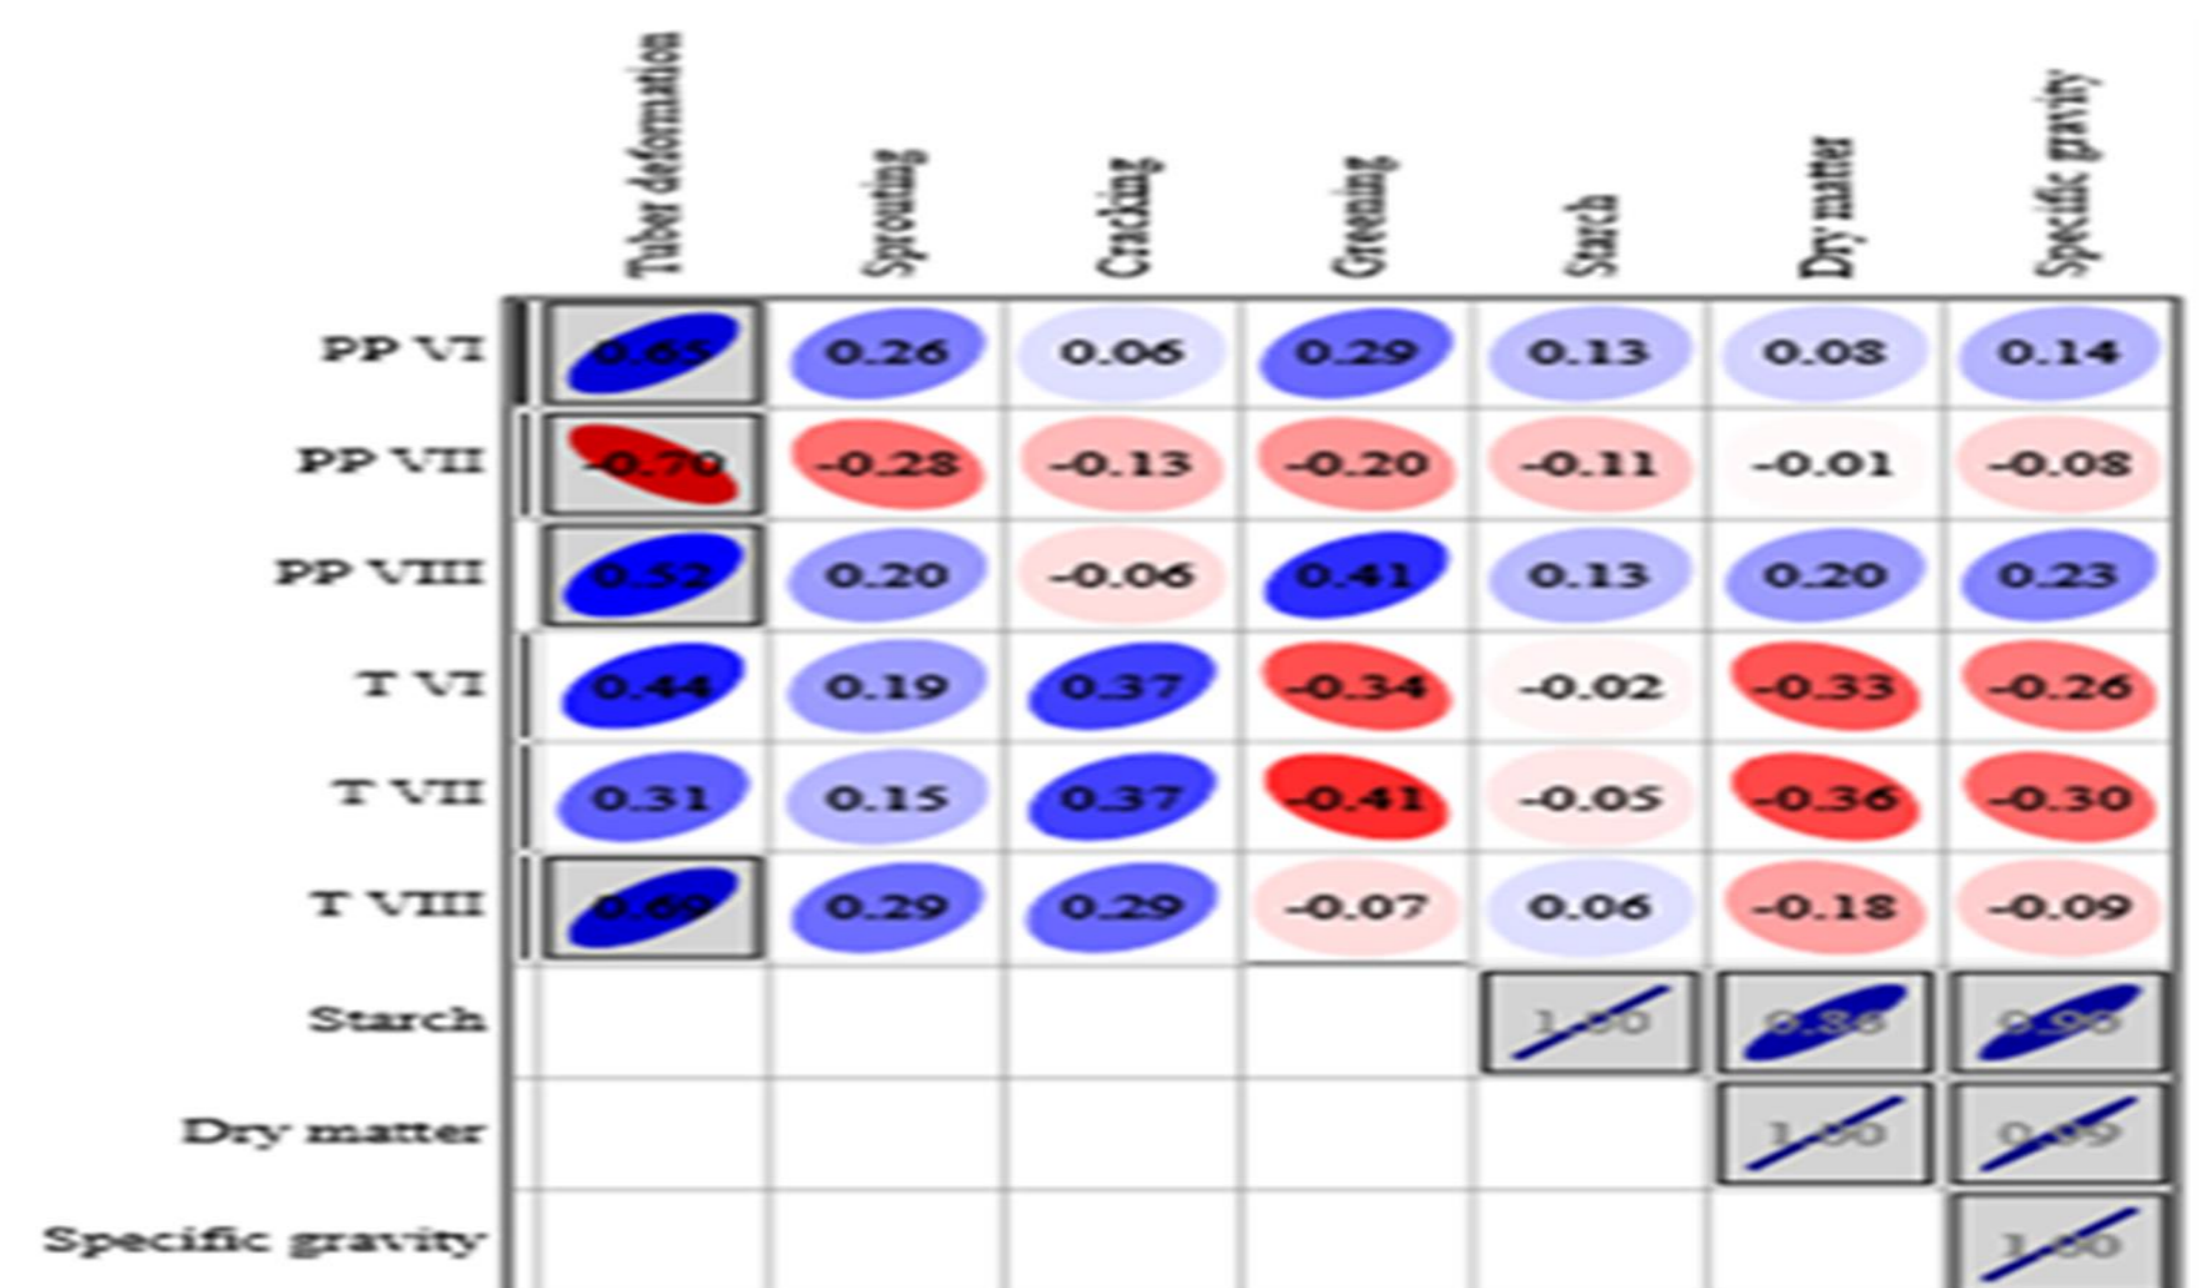 Tuber deformation Sprouting Cracking Greening Starch Dry matter Specific gravity
PP VI 0.65 0.26 0.06 0.29 0.13 0.08 0.14
PP VII -0.70 -0.28 -0.13 -0.20 -0.11 -0.01 -0.08
PP VIII 0.52 0.20 -0.06 0.41 0.13 0.20 0.23
T VI 0.44 0.19 0.37 -0.34 -0.02 -0.33 -0.26
T VII 0.31 0.15 0.37 -0.41 -0.05 -0.36 -0.30
T VIII 0.69 0.29 0.29 -0.07 0.06 -0.18 -0.09
Starch 1.00
Dry matter 1.00
Specific gravity 1.00